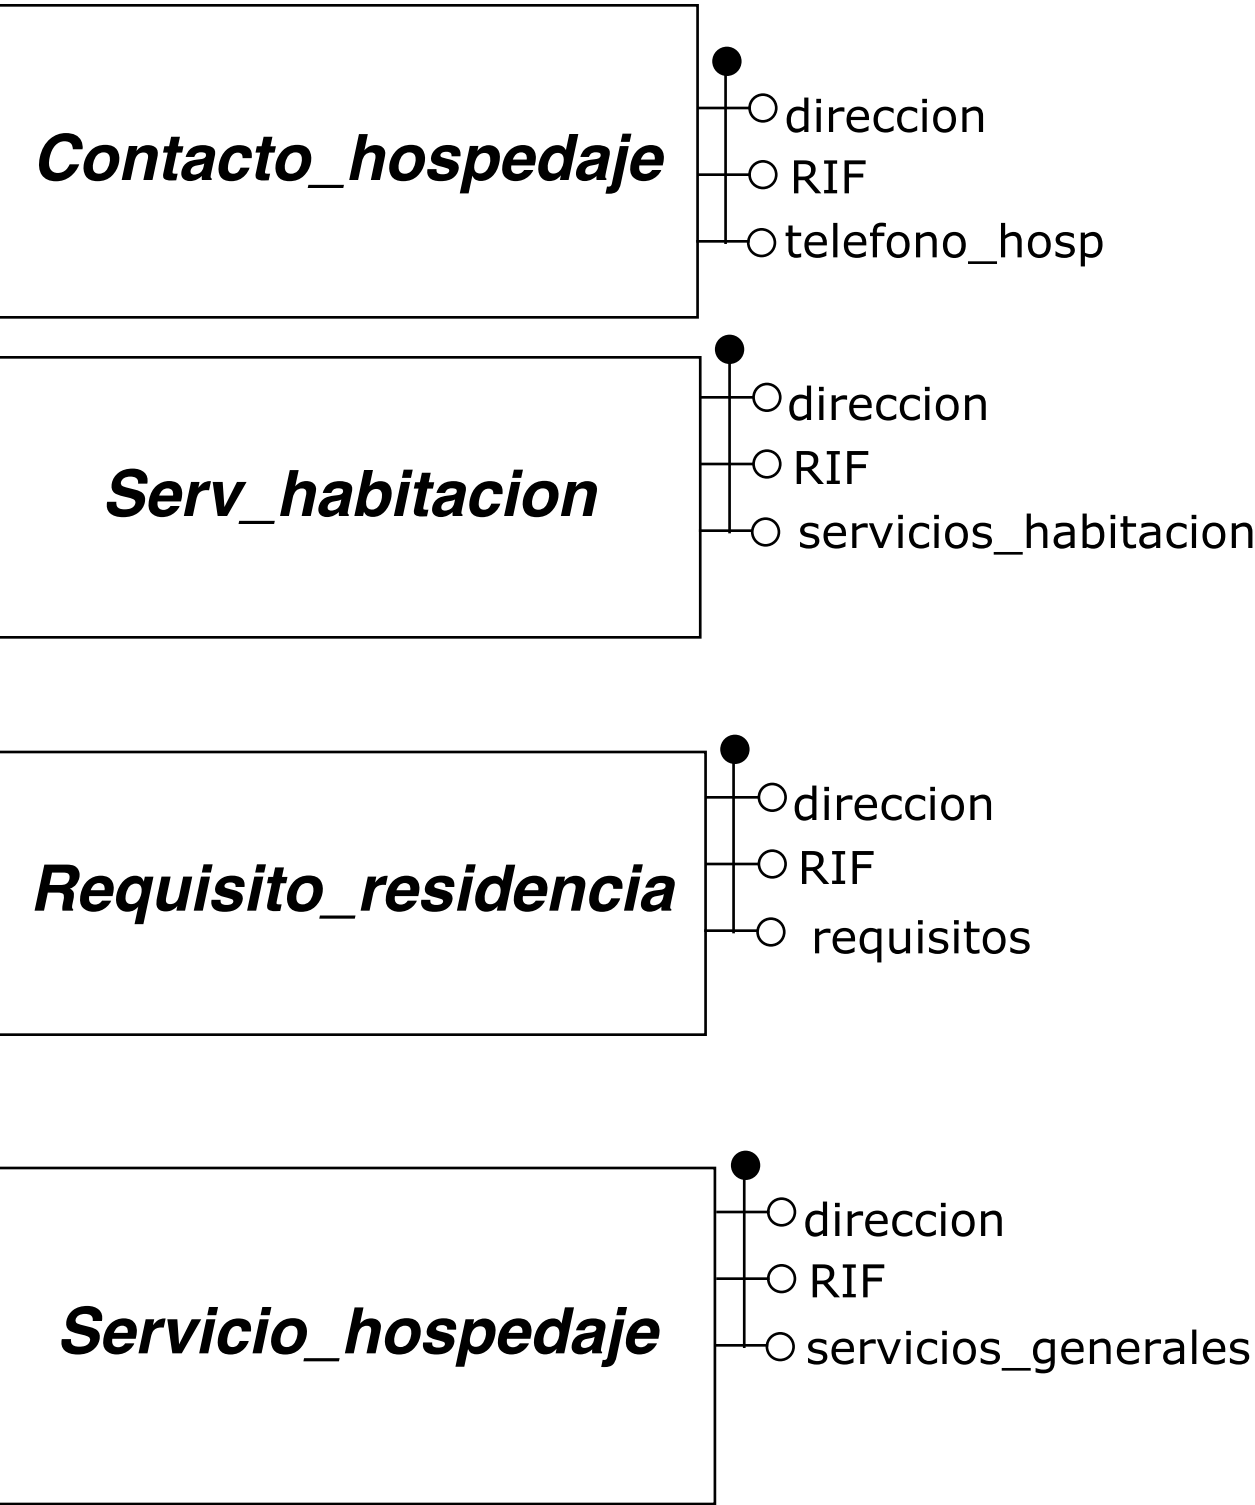 Contacto_hospedaje
direccion
RIF
telefono_hosp
Serv_habitacion
direccion
RIF
servicios_habitacion
Requisito_residencia
direccion
RIF
requisitos
Servicio_hospedaje
direccion
RIF
servicios_generales